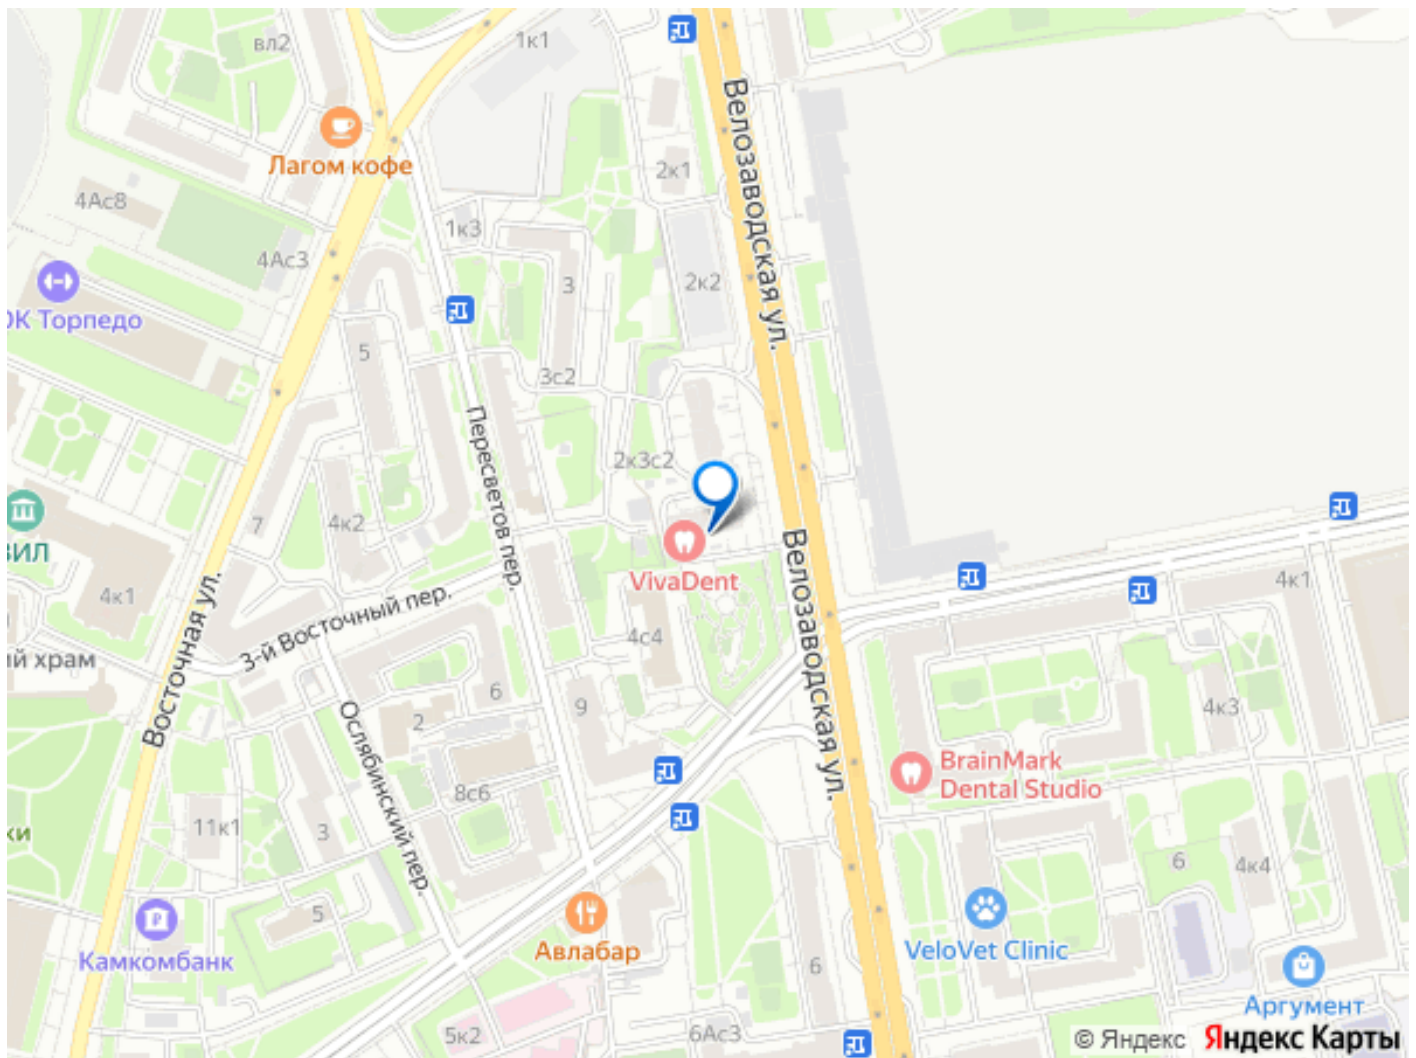 вл2
1к1
Велозаводская ул.
Лагом кофе
2к1
4Ас8
1к3
4Ас3
3
2к2
ОК Торпедо
5
3с2
Пересветов пер.
2к3с2
7
4к2
ВИЛ
VivaDent
Велозаводская ул.
4к1
4к1
3-й Восточный пер.
4с4
ий храм
Восточная ул.
6
9
2
4к3
Ослябинский пер.
BrainMark
Dental Studio
8с6
11к1
3
ки
6
4к4
5
Авлабар
VeloVet Clinic
Камкомбанк
6
Аргумент
5к2
6Ас3
© Яндекс Яндекс Карты